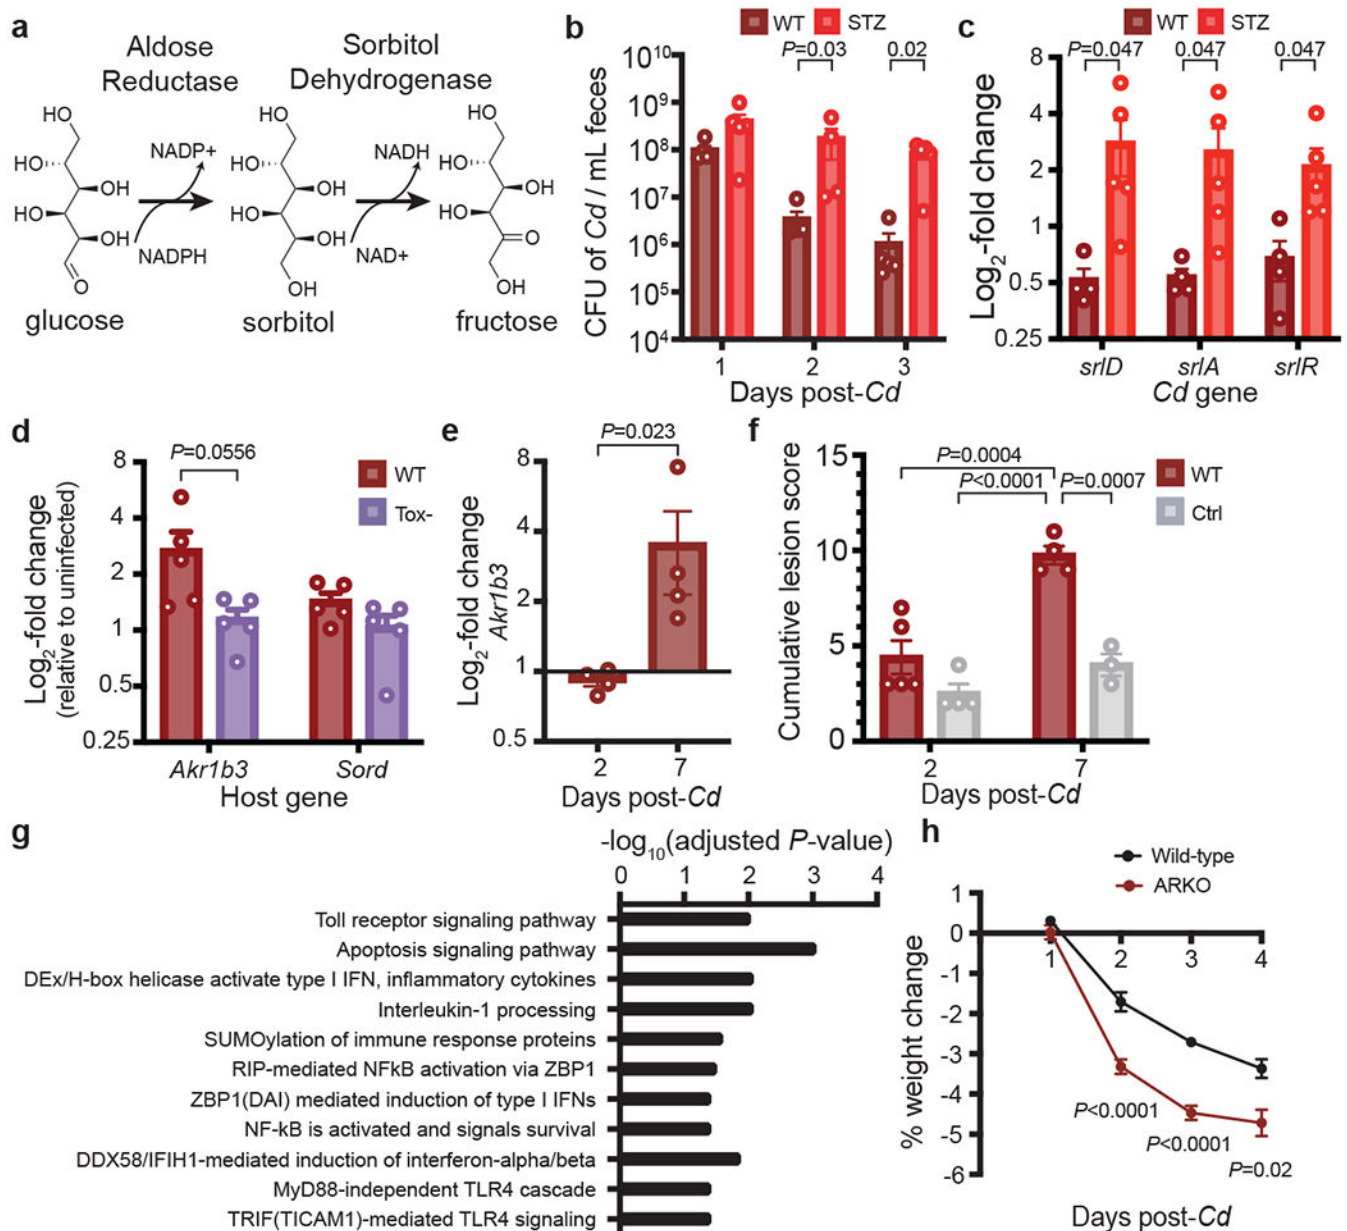 a
Aldose
Reductase
Sorbitol
Dehydrogenase
HO
HO
OH
HO
OH
O
glucose
NADP+
NADPH
HO
HO
OH
HO
OH
OH
sorbitol
NADH
NAD+
HO
HO
OH
HO
O
OH
fructose
b
WT STZ
P=0.03 0.02
CFU of Cd / mL feces
10^10
10^9
10^8
10^7
10^6
10^5
10^4
1 2 3
Days post-Cd
c
WT STZ
P=0.047 0.047 0.047
Log2-fold change
8
4
2
1
0.5
0.25
srlD srlA srlR
Cd gene
d
P=0.0556
WT
Tox-
Log2-fold change
(relative to uninfected)
8
4
2
1
0.5
0.25
Akr1b3 Sord
Host gene
e
P=0.023
Log2-fold change
Akr1b3
8
4
2
1
0.5
2 7
Days post-Cd
f
P=0.0004
P<0.0001 P=0.0007
WT
Ctrl
Cumulative lesion score
15
10
5
0
2 7
Days post-Cd
g
-log10(adjusted P-value)
0 1 2 3 4
Toll receptor signaling pathway
Apoptosis signaling pathway
DEx/H-box helicase activate type I IFN, inflammatory cytokines
Interleukin-1 processing
SUMOylation of immune response proteins
RIP-mediated NFkB activation via ZBP1
ZBP1(DAI) mediated induction of type I IFNs
NF-kB is activated and signals survival
DDX58/IFIH1-mediated induction of interferon-alpha/beta
MyD88-independent TLR4 cascade
TRIF(TICAM1)-mediated TLR4 signaling
h
Wild-type
ARKO
% weight change
1
0
-1
-2
-3
-4
-5
-6
1 2 3 4
P<0.0001
P<0.0001
P=0.02
Days post-Cd